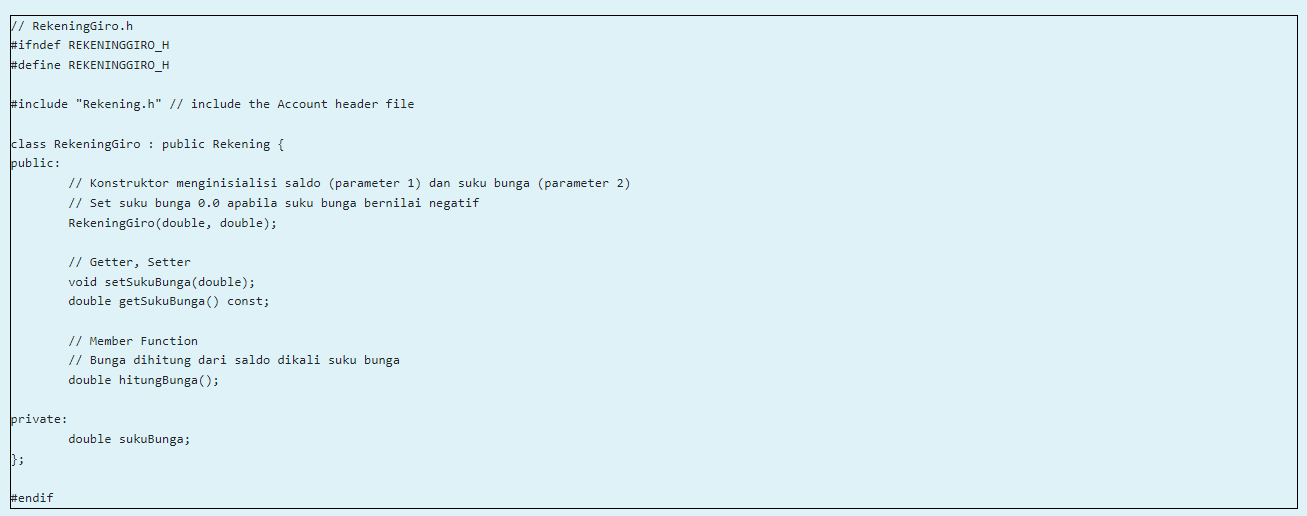 // RekeningGiro.h
#ifndef REKENINGGIRO_H
#define REKENINGGIRO_H
#include "Rekening.h" // include the Account header file
class RekeningGiro : public Rekening {
public:
// Konstruktor menginisialisi saldo (parameter 1) dan suku bunga (parameter 2)
// Set suku bunga 0.0 apabila suku bunga bernilai negatif
RekeningGiro(double, double);
// Getter, Setter
void setSukuBunga(double);
double getSukuBunga() const;
// Member Function
// Bunga dihitung dari saldo dikali suku bunga
double hitungBunga();
private:
double sukuBunga;
};
#endif